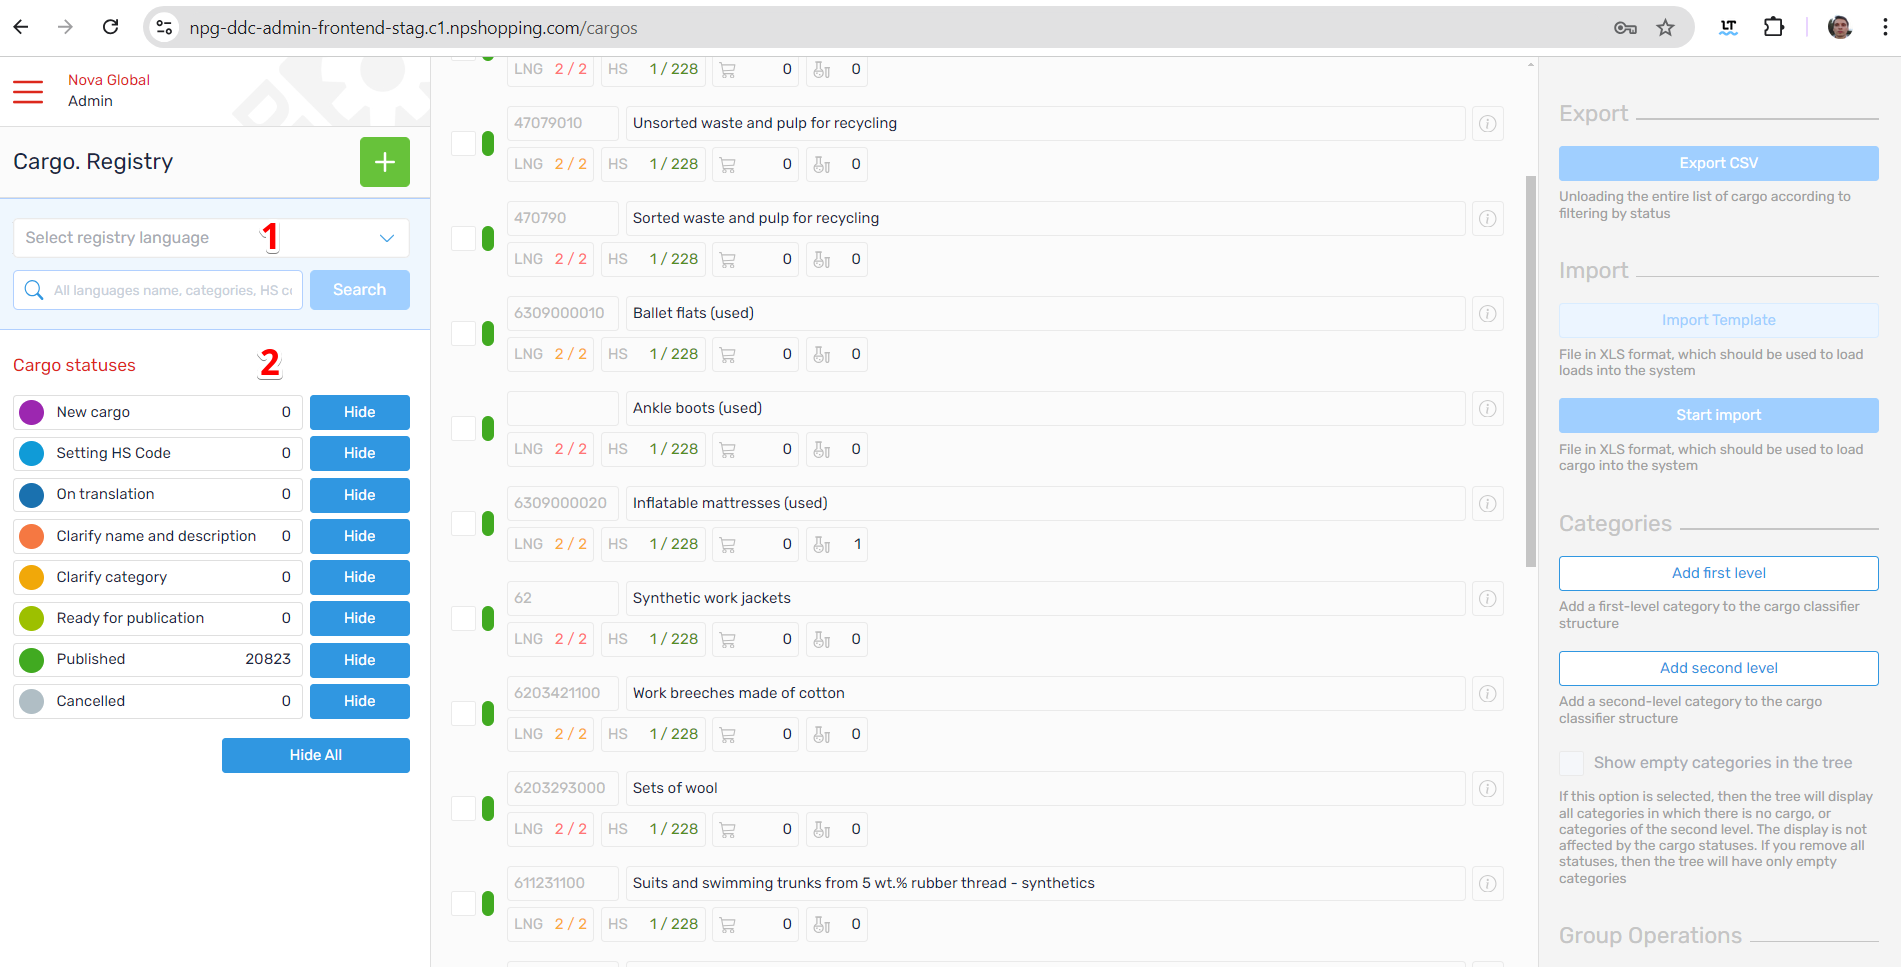 npg-ddc-admin-frontend-stag.c1.npshopping.com/cargos
LT
Nova Global
Admin
Cargo. Registry
Select registry language
1
All languages name, categories, HS co
Search
Cargo statuses
2
New cargo 0 Hide
Setting HS Code 0 Hide
On translation 0 Hide
Clarify name and description 0 Hide
Clarify category 0 Hide
Ready for publication 0 Hide
Published 20823 Hide
Cancelled 0 Hide
Hide All
LNG 2 / 2 HS 1 / 228 0 0
47079010 Unsorted waste and pulp for recycling
LNG 2 / 2 HS 1 / 228 0 0
470790 Sorted waste and pulp for recycling
LNG 2 / 2 HS 1 / 228 0 0
6309000010 Ballet flats (used)
LNG 2 / 2 HS 1 / 228 0 0
Ankle boots (used)
LNG 2 / 2 HS 1 / 228 0 0
6309000020 Inflatable mattresses (used)
LNG 2 / 2 HS 1 / 228 0 1
62 Synthetic work jackets
LNG 2 / 2 HS 1 / 228 0 0
6203421100 Work breeches made of cotton
LNG 2 / 2 HS 1 / 228 0 0
6203293000 Sets of wool
LNG 2 / 2 HS 1 / 228 0 0
611231100 Suits and swimming trunks from 5 wt.% rubber thread - synthetics
LNG 2 / 2 HS 1 / 228 0 0
Export
Export CSV
Unloading the entire list of cargo according to
filtering by status
Import
Import Template
File in XLS format, which should be used to load
loads into the system
Start import
File in XLS format, which should be used to load
cargo into the system
Categories
Add first level
Add a first-level category to the cargo classifier
structure
Add second level
Add a second-level category to the cargo
classifier structure
Show empty categories in the tree
If this option is selected, then the tree will display
all categories in which there is no cargo, or
categories of the second level. The display is not
affected by the cargo statuses. If you remove all
statuses, then the tree will have only empty
categories
Group Operations